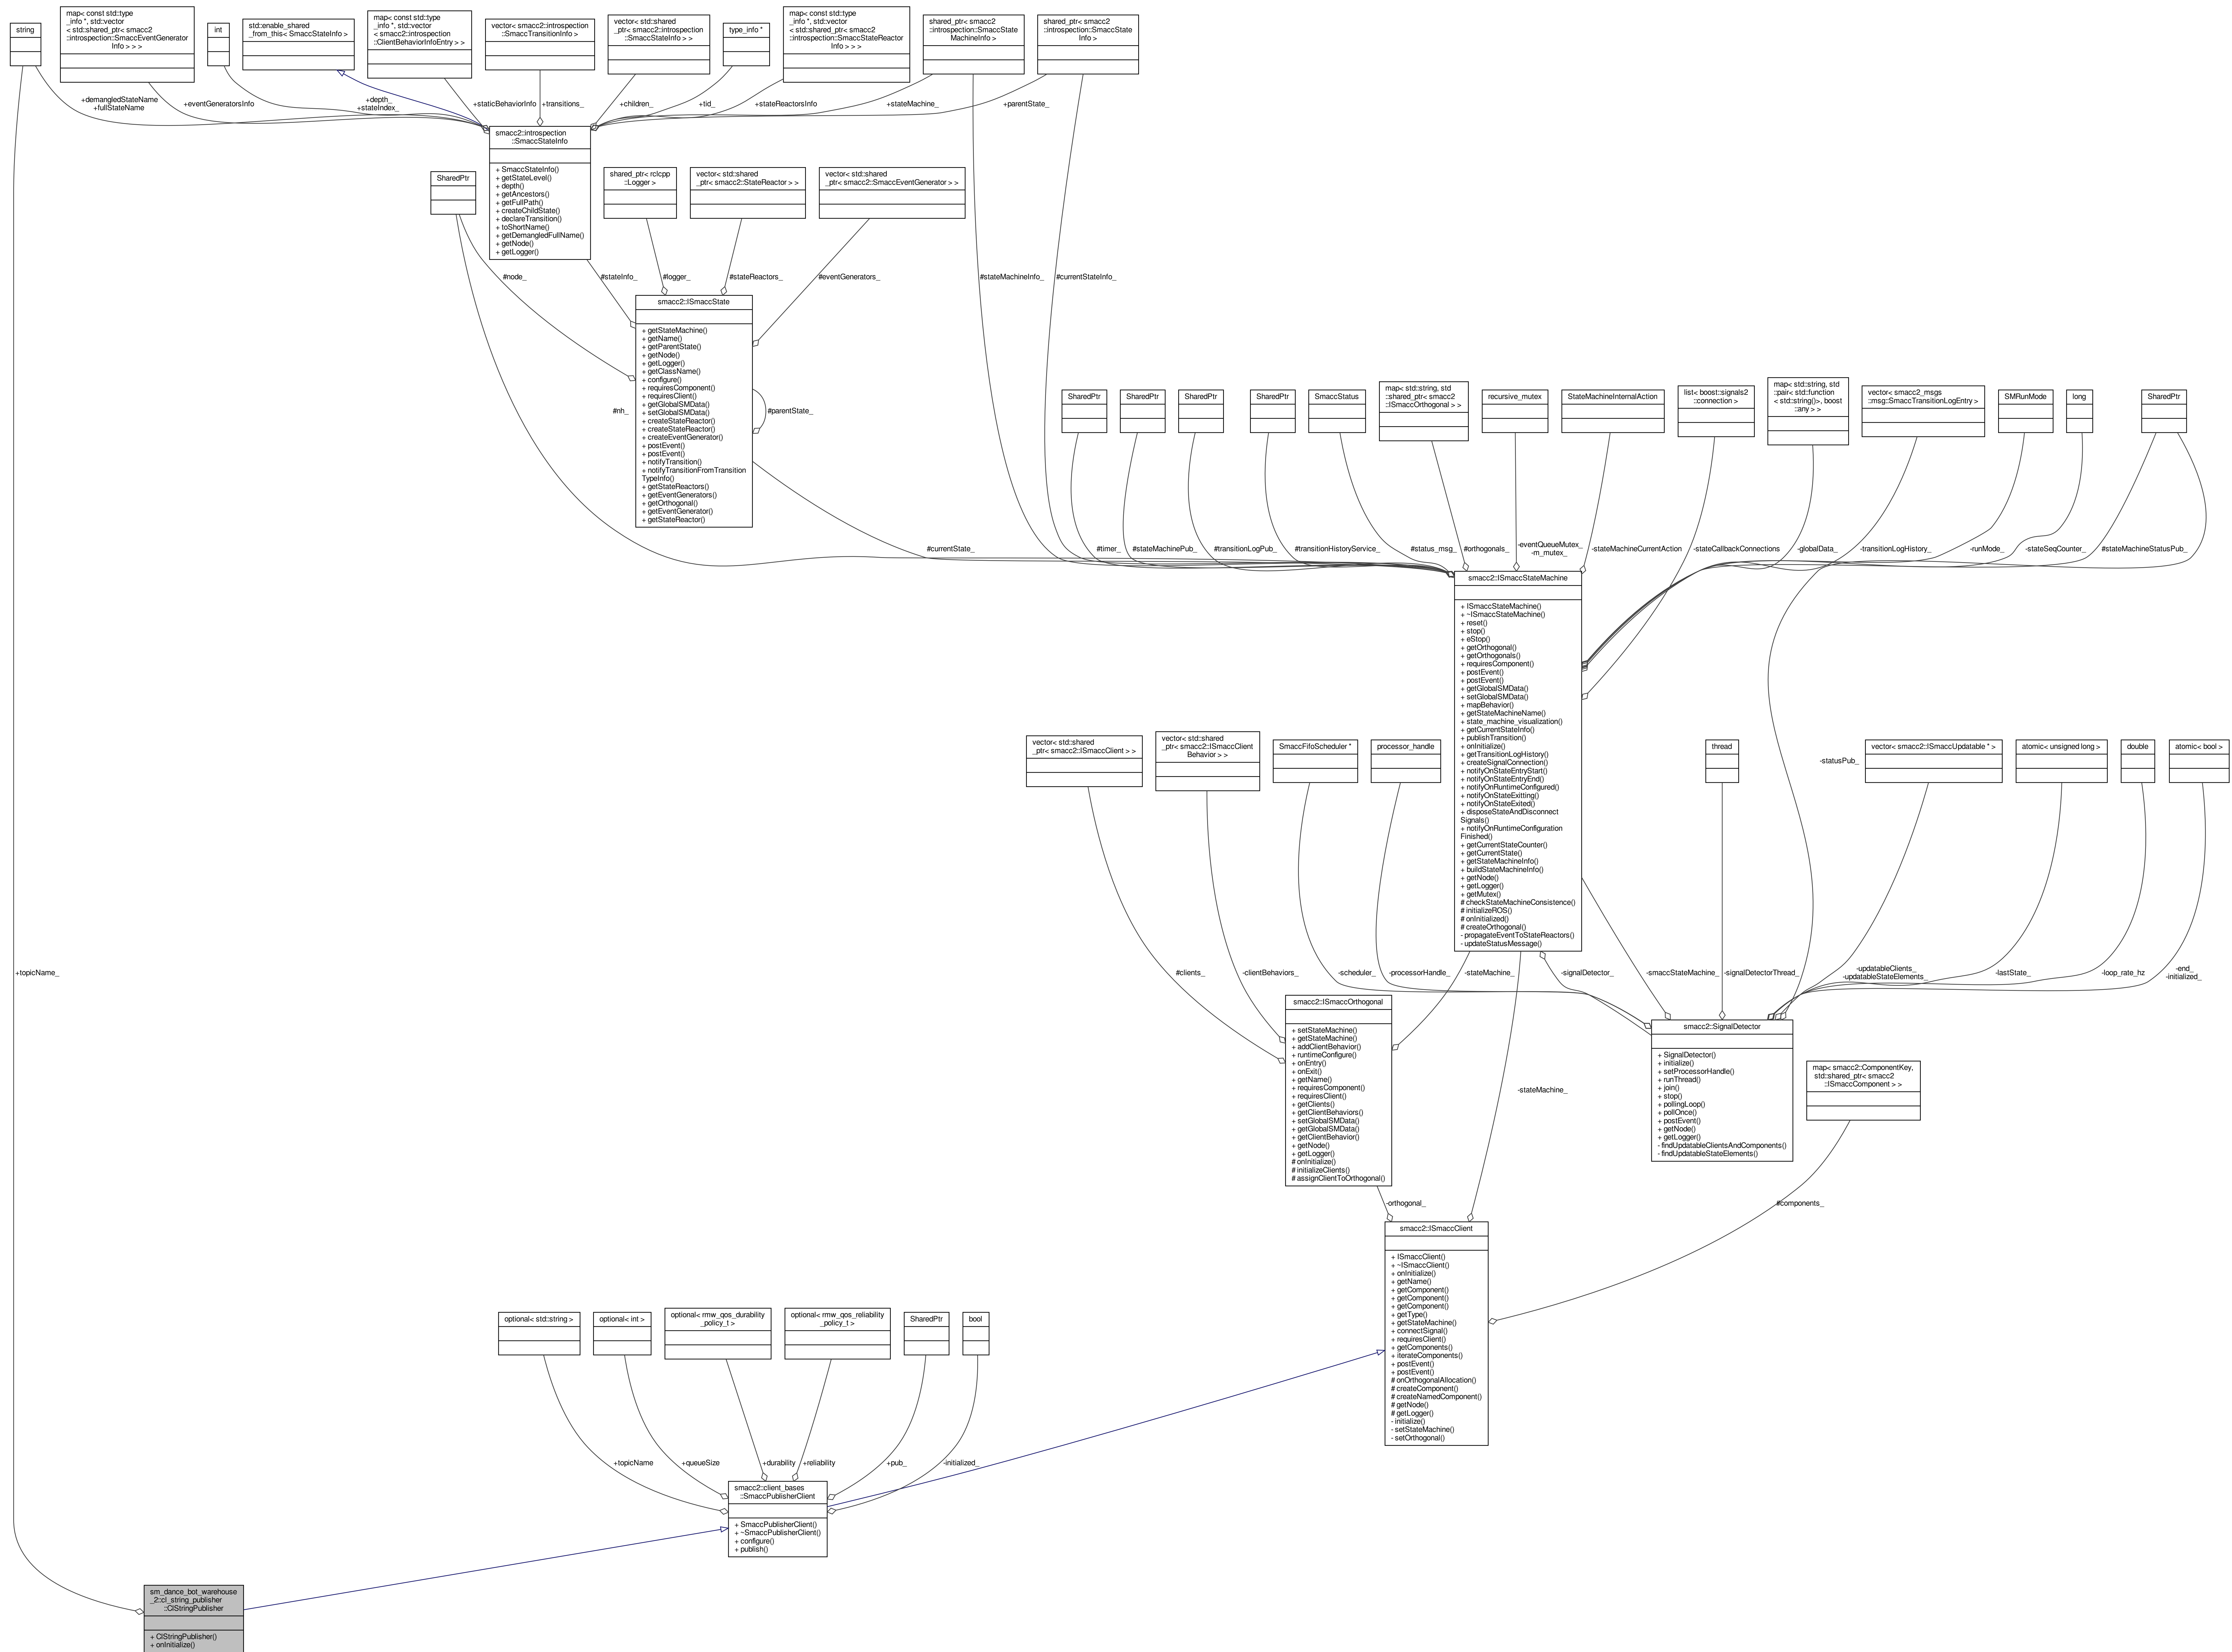 string
map< const std::type
_info *, std::vector
< std::shared_ptr< smacc2
::introspection::SmaccEventGenerator
Info > > >
int
std::enable_shared
_from_this< SmaccStateInfo >
map< const std::type
_info *, std::vector
< smacc2::introspection
::ClientBehaviorInfoEntry > >
vector< smacc2::introspection
::SmaccTransitionInfo >
vector< std::shared
_ptr< smacc2::introspection
::SmaccStateInfo > >
type_info *
map< const std::type
_info *, std::vector
< std::shared_ptr< smacc2
::introspection::SmaccStateReactor
Info > > >
shared_ptr< smacc2
::introspection::SmaccState
MachineInfo >
shared_ptr< smacc2
::introspection::SmaccState
Info >
+demangledStateName
+fullStateName
+eventGeneratorsInfo
+depth_
+stateIndex_
+staticBehaviorInfo
+transitions_
+children_
+tid_
+stateReactorsInfo
+stateMachine_
+parentState_
smacc2::introspection
::SmaccStateInfo
+ SmaccStateInfo()
+ getStateLevel()
+ depth()
+ getAncestors()
+ getFullPath()
+ createChildState()
+ declareTransition()
+ toShortName()
+ getDemangledFullName()
+ getNode()
+ getLogger()
SharedPtr
shared_ptr< rclcpp
::Logger >
vector< std::shared
_ptr< smacc2::StateReactor > >
vector< std::shared
_ptr< smacc2::SmaccEventGenerator > >
#node_
#stateInfo_
#logger_
#stateReactors_
#eventGenerators_
#stateMachineInfo_
#currentStateInfo_
smacc2::ISmaccState
+ getStateMachine()
+ getName()
+ getParentState()
+ getNode()
+ getLogger()
+ getClassName()
+ configure()
+ requiresComponent()
+ requiresClient()
+ getGlobalSMData()
+ setGlobalSMData()
+ createStateReactor()
+ createStateReactor()
+ createEventGenerator()
+ postEvent()
+ postEvent()
+ notifyTransition()
+ notifyTransitionFromTransition
TypeInfo()
+ getStateReactors()
+ getEventGenerators()
+ getOrthogonal()
+ getEventGenerator()
+ getStateReactor()
#nh_
#parentState_
SharedPtr
SharedPtr
SharedPtr
SharedPtr
SmaccStatus
map< std::string, std
::shared_ptr< smacc2
::ISmaccOrthogonal > >
recursive_mutex
StateMachineInternalAction
list< boost::signals2
::connection >
map< std::string, std
::pair< std::function
< std::string()>, boost
::any > >
vector< smacc2_msgs
::msg::SmaccTransitionLogEntry >
SMRunMode
long
SharedPtr
#currentState_
#timer_
#stateMachinePub_
#transitionLogPub_
#transitionHistoryService_
#status_msg_
#orthogonals_
-eventQueueMutex_
-m_mutex_
-stateMachineCurrentAction
-stateCallbackConnections
-globalData_
-transitionLogHistory_
-runMode_
-stateSeqCounter_
#stateMachineStatusPub_
smacc2::ISmaccStateMachine
+ ISmaccStateMachine()
+ ~ISmaccStateMachine()
+ reset()
+ stop()
+ eStop()
+ getOrthogonal()
+ getOrthogonals()
+ requiresComponent()
+ postEvent()
+ postEvent()
+ getGlobalSMData()
+ setGlobalSMData()
+ mapBehavior()
+ getStateMachineName()
+ state_machine_visualization()
+ getCurrentStateInfo()
+ publishTransition()
+ onInitialize()
+ getTransitionLogHistory()
+ createSignalConnection()
+ notifyOnStateEntryStart()
+ notifyOnStateEntryEnd()
+ notifyOnRuntimeConfigured()
+ notifyOnStateExitting()
+ notifyOnStateExited()
+ disposeStateAndDisconnect
Signals()
+ notifyOnRuntimeConfiguration
Finished()
+ getCurrentStateCounter()
+ getCurrentState()
+ getStateMachineInfo()
+ buildStateMachineInfo()
+ getNode()
+ getLogger()
+ getMutex()
# checkStateMachineConsistence()
# initializeROS()
# onInitialized()
# createOrthogonal()
- propagateEventToStateReactors()
- updateStatusMessage()
vector< std::shared
_ptr< smacc2::ISmaccClient > >
vector< std::shared
_ptr< smacc2::ISmaccClient
Behavior > >
SmaccFifoScheduler *
processor_handle
thread
-statusPub_
vector< smacc2::ISmaccUpdatable * >
atomic< unsigned long >
double
atomic< bool >
+topicName_
#clients_
-clientBehaviors_
-scheduler_
-processorHandle_
-stateMachine_
-signalDetector_
-smaccStateMachine_
-signalDetectorThread_
-updatableClients_
-updatableStateElements_
-lastState_
-loop_rate_hz
-end_
-initialized_
smacc2::ISmaccOrthogonal
+ setStateMachine()
+ getStateMachine()
+ addClientBehavior()
+ runtimeConfigure()
+ onEntry()
+ onExit()
+ getName()
+ requiresComponent()
+ requiresClient()
+ getClients()
+ getClientBehaviors()
+ setGlobalSMData()
+ getGlobalSMData()
+ getClientBehavior()
+ getNode()
+ getLogger()
# onInitialize()
# initializeClients()
# assignClientToOrthogonal()
smacc2::SignalDetector
+ SignalDetector()
+ initialize()
+ setProcessorHandle()
+ runThread()
+ join()
+ stop()
+ pollingLoop()
+ pollOnce()
+ postEvent()
+ getNode()
+ getLogger()
- findUpdatableClientsAndComponents()
- findUpdatableStateElements()
map< smacc2::ComponentKey,
std::shared_ptr< smacc2
::ISmaccComponent > >
-stateMachine_
-orthogonal_
#components_
smacc2::ISmaccClient
+ ISmaccClient()
+ ~ISmaccClient()
+ onInitialize()
+ getName()
+ getComponent()
+ getComponent()
+ getComponent()
+ getType()
+ getStateMachine()
+ connectSignal()
+ requiresClient()
+ getComponents()
+ iterateComponents()
+ postEvent()
+ postEvent()
# onOrthogonalAllocation()
# createComponent()
# createNamedComponent()
# getNode()
# getLogger()
- initialize()
- setStateMachine()
- setOrthogonal()
optional< std::string >
optional< int >
optional< rmw_qos_durability
_policy_t >
optional< rmw_qos_reliability
_policy_t >
SharedPtr
bool
+topicName
+queueSize
+durability
+reliability
+pub_
-initialized_
smacc2::client_bases
::SmaccPublisherClient
+ SmaccPublisherClient()
+ ~SmaccPublisherClient()
+ configure()
+ publish()
sm_dance_bot_warehouse
_2::cl_string_publisher
::ClStringPublisher
+ ClStringPublisher()
+ onInitialize()